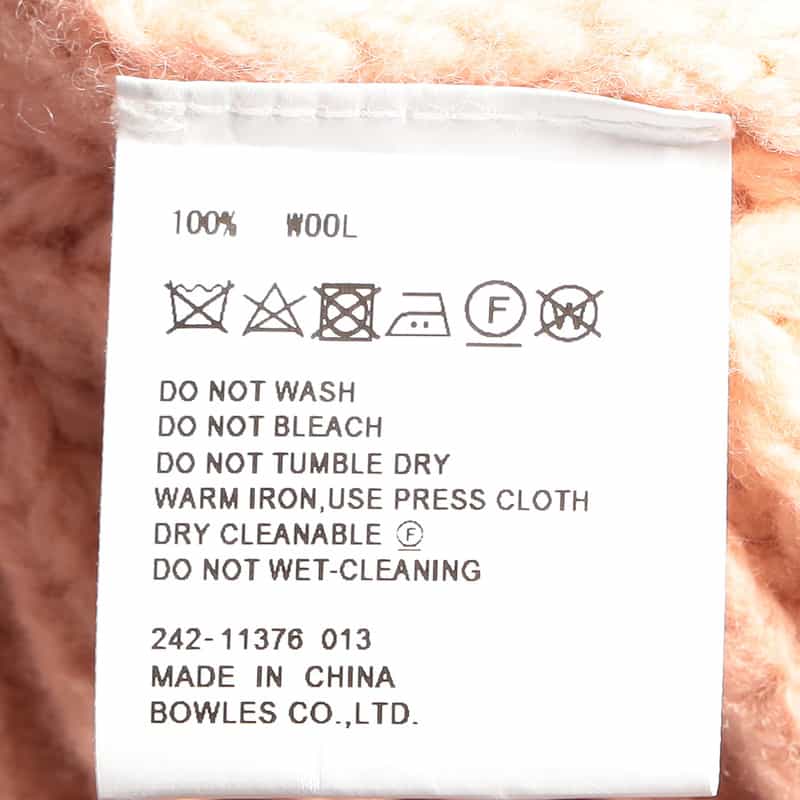 100% WOOL
F W
DO NOT WASH
DO NOT BLEACH
DO NOT TUMBLE DRY
WARM IRON,USE PRESS CLOTH
DRY CLEANABLE Ⓕ
DO NOT WET-CLEANING
242-11376 013
MADE IN CHINA
BOWLES CO.,LTD.